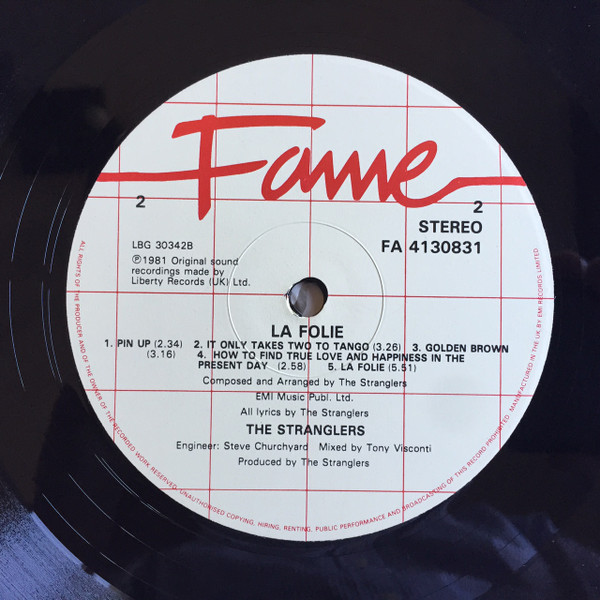 Fame
2
2
STEREO
LBG 30342B
FA 4130831
℗1981 Original sound
recordings made by
Liberty Records (UK) Ltd.
LA FOLIE
1. PIN UP (2.34) 2. IT ONLY TAKES TWO TO TANGO (3.26) 3. GOLDEN BROWN
(3.16) 4. HOW TO FIND TRUE LOVE AND HAPPINESS IN THE
PRESENT DAY (2.58) 5. LA FOLIE (5.51)
Composed and Arranged by The Stranglers
EMI Music Publ. Ltd.
All lyrics by The Stranglers
THE STRANGLERS
Engineer: Steve Churchyard Mixed by Tony Visconti
Produced by The Stranglers
ALL RIGHTS OF THE PRODUCER AND OF THE OWNER OF THE RECORDED WORK RESERVED. UNAUTHORISED COPYING, HIRING, RENTING, PUBLIC PERFORMANCE AND BROADCASTING OF THIS RECORD PROHIBITED. MANUFACTURED IN THE UK BY EMI RECORDS LIMITED.